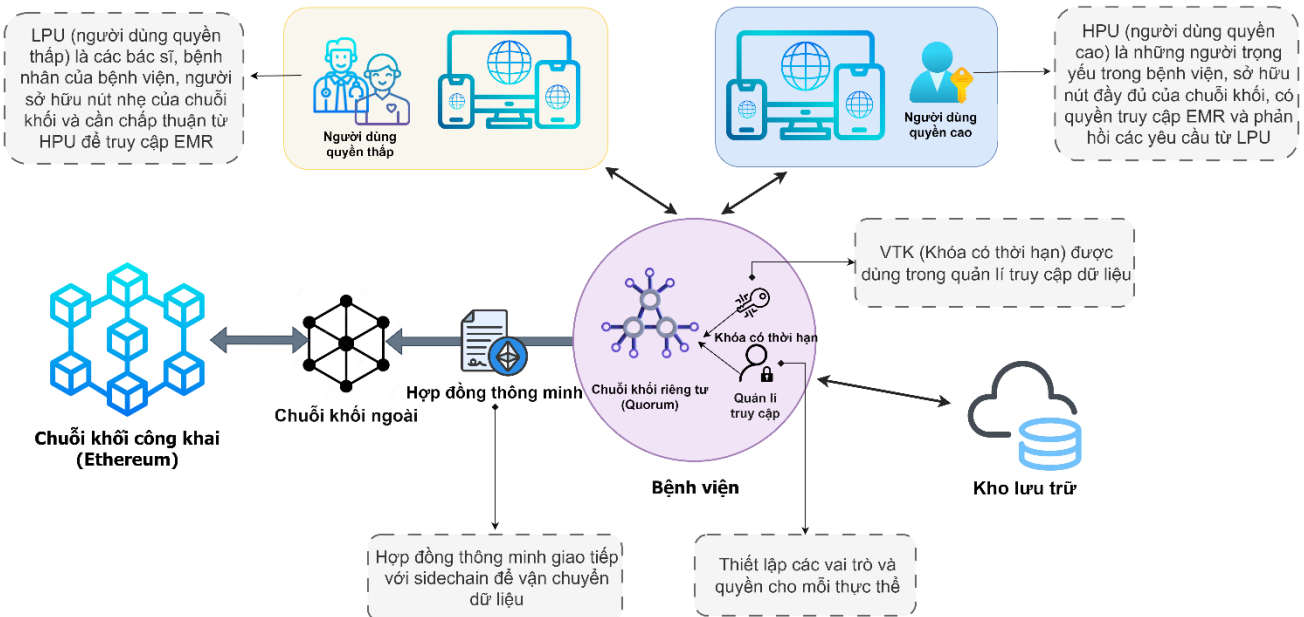 LPU (người dùng quyền
thấp) là các bác sĩ, bệnh
nhân của bệnh viện, người
sở hữu nút nhẹ của chuỗi
khối và cần chấp thuận từ
HPU để truy cập EMR
Người dùng
quyền thấp
Người dùng
quyền cao
HPU (người dùng quyền
cao) là những người trọng
yếu trong bệnh viện, sở hữu
nút đầy đủ của chuỗi khối, có
quyền truy cập EMR và phản
hồi các yêu cầu từ LPU
VTK (Khóa có thời hạn) được
dùng trong quản lí truy cập dữ liệu
Chuỗi khối công khai
(Ethereum)
Chuỗi khối ngoài
Hợp đồng thông minh
Chuỗi khối riêng tư
(Quorum)
Khóa có thời hạn
Quán lí
truy cập
Bệnh viện
Kho lưu trữ
Hợp đồng thông minh giao tiếp
với sidechain để vận chuyển
dữ liệu
Thiết lập các vai trò và
quyền cho mỗi thực thể